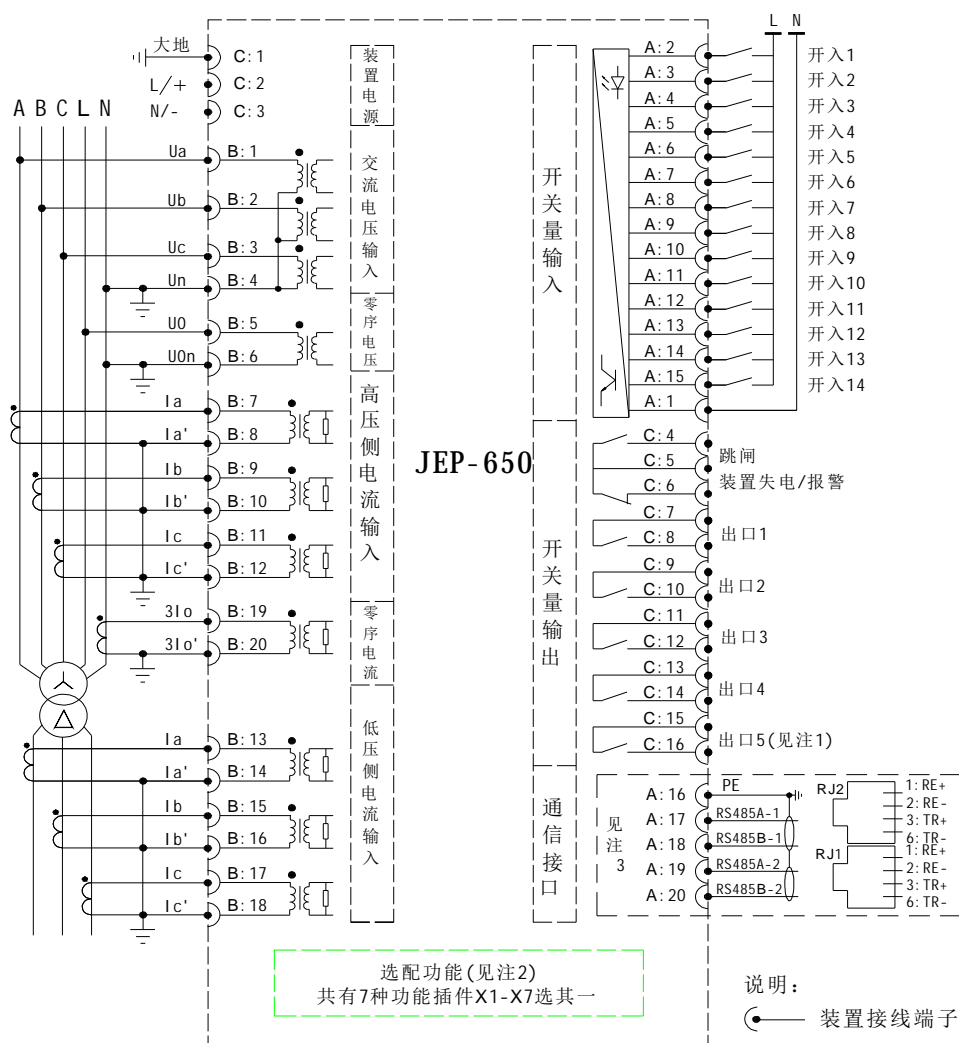 大地
C:1
L/+
C:2
N/-
C:3
装置电源
A B C L N
Ua
B:1
Ub
B:2
Uc
B:3
Un
B:4
交流电压输入
U0
B:5
U0n
B:6
零序电压
Ia
B:7
Ia'
B:8
Ib
B:9
Ib'
B:10
Ic
B:11
Ic'
B:12
高压侧电流输入
3Io
B:19
3Io'
B:20
零序电流
Ia
B:13
Ia'
B:14
Ib
B:15
Ib'
B:16
Ic
B:17
Ic'
B:18
低压侧电流输入
JEP-650
L N
开关量输入
A:2
开入1
A:3
开入2
A:4
开入3
A:5
开入4
A:6
开入5
A:7
开入6
A:8
开入7
A:9
开入8
A:10
开入9
A:11
开入10
A:12
开入11
A:13
开入12
A:14
开入13
A:15
开入14
A:1
开关量输出
C:4
跳闸
C:5
装置失电/报警
C:6
C:7
出口1
C:8
C:9
出口2
C:10
C:11
出口3
C:12
C:13
出口4
C:14
C:15
出口5(见注1)
C:16
通信接口
见注3
A:16
PE
A:17
RS485A-1
A:18
RS485B-1
A:19
RS485A-2
A:20
RS485B-2
RJ2
1:RE+
2:RE-
3:TR+
6:TR-
RJ1
1:RE+
2:RE-
3:TR+
6:TR-
选配功能(见注2)
共有7种功能插件X1-X7选其一
说明:
装置接线端子